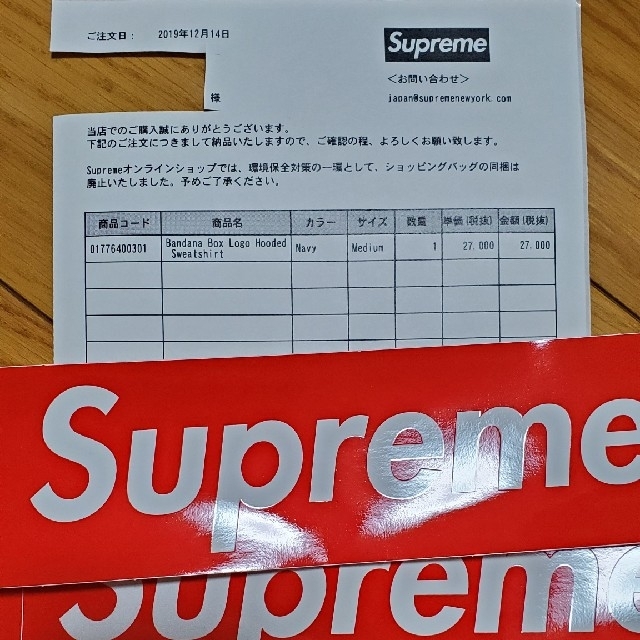 ご注文日： 2019年12月14日
Supreme
＜お問い合わせ＞
japan@supremenewyork.com
様
当店でのご購入誠にありがとうございます。
下記のご注文につきまして納品いたしますので、ご確認の程、よろしくお願い致します。
Supremeオンラインショップでは、環境保全対策の一環として、ショッピングバッグの同梱は
廃止いたしました。予めご了承ください。
商品コード 商品名 カラー サイズ 数量 単価(税抜) 金額(税抜)
01776400301 Bandana Box Logo Hooded Navy Medium 1 27,000 27,000
Sweatshirt
Supreme
Supreme